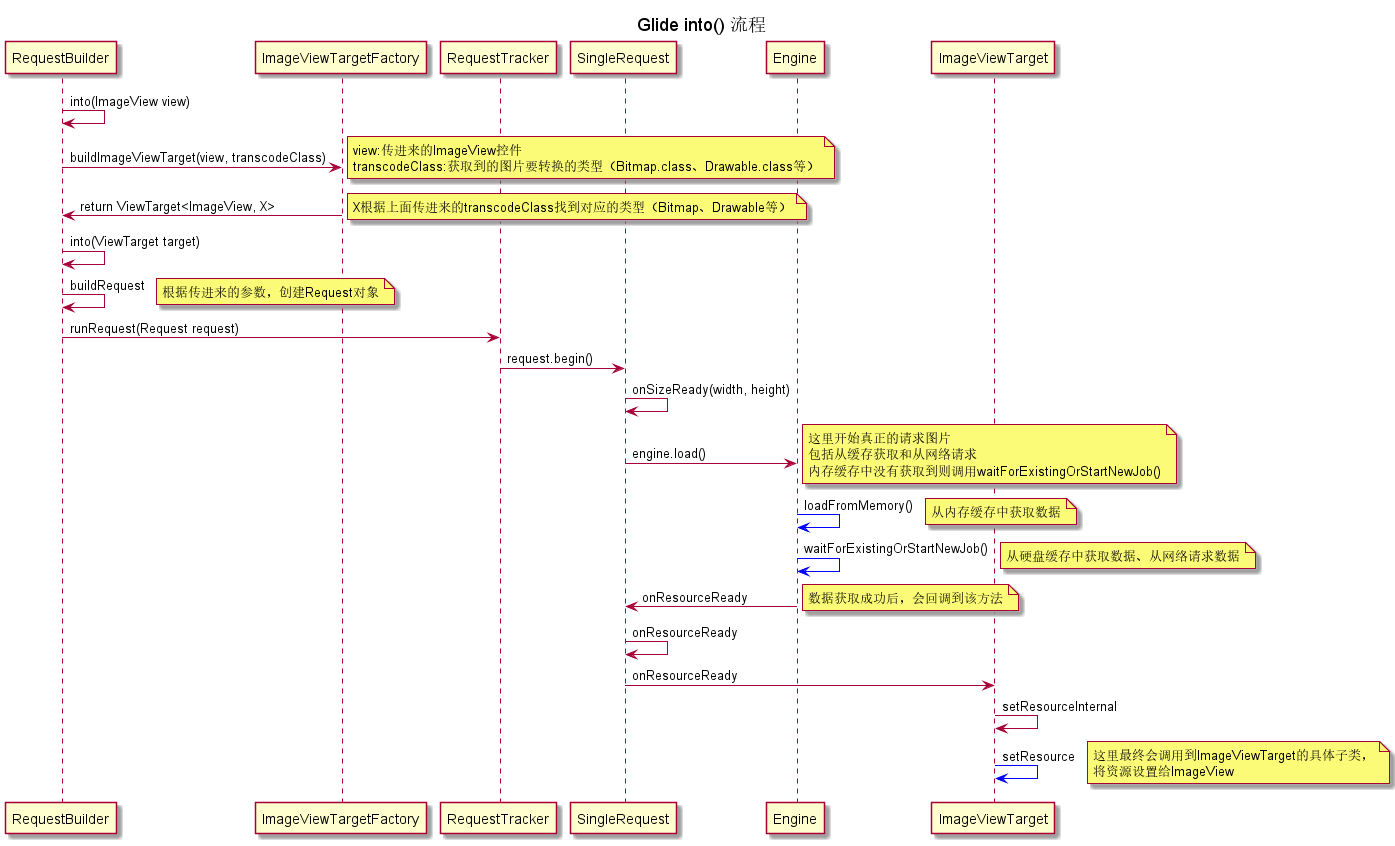 Glide into() 流程
RequestBuilder
ImageViewTargetFactory
RequestTracker
SingleRequest
Engine
ImageViewTarget
into(ImageView view)
buildImageViewTarget(view, transcodeClass)
view:传进来的ImageView控件
transcodeClass:获取到的图片要转换的类型（Bitmap.class、Drawable.class等）
return ViewTarget<ImageView, X>
X根据上面传进来的transcodeClass找到对应的类型（Bitmap、Drawable等）
into(ViewTarget target)
buildRequest
根据传进来的参数，创建Request对象
runRequest(Request request)
request.begin()
onSizeReady(width, height)
engine.load()
这里开始真正的请求图片
包括从缓存获取和从网络请求
内存缓存中没有获取到则调用waitForExistingOrStartNewJob()
loadFromMemory()
从内存缓存中获取数据
waitForExistingOrStartNewJob()
从硬盘缓存中获取数据、从网络请求数据
onResourceReady
数据获取成功后，会回调到该方法
onResourceReady
onResourceReady
setResourceInternal
setResource
这里最终会调用到ImageViewTarget的具体子类，
将资源设置给ImageView
RequestBuilder
ImageViewTargetFactory
RequestTracker
SingleRequest
Engine
ImageViewTarget